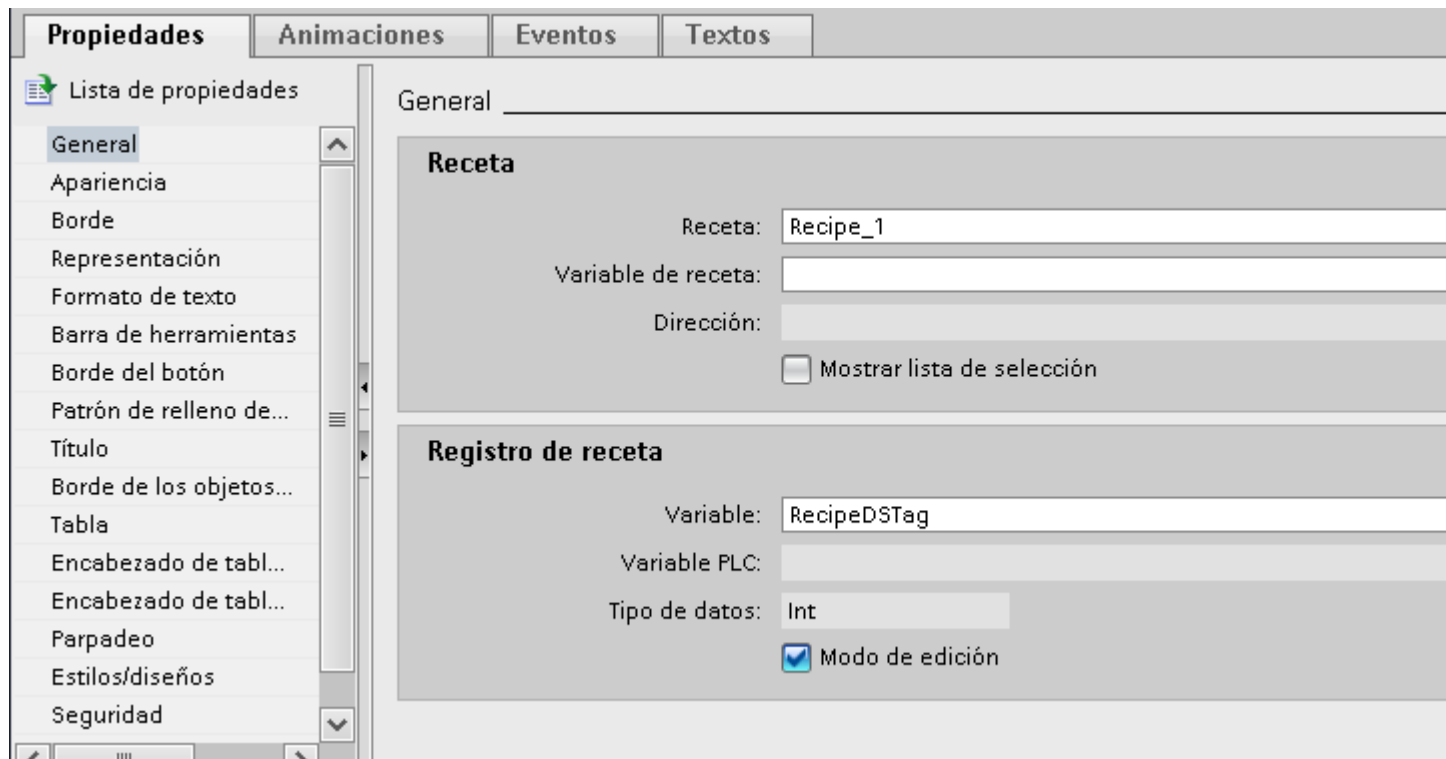 Propiedades Animaciones Eventos Textos
Lista de propiedades
General
Apariencia
Borde
Representación
Formato de texto
Barra de herramientas
Borde del botón
Patrón de relleno de...
Título
Borde de los objetos...
Tabla
Encabezado de tabl...
Encabezado de tabl...
Parpadeo
Estilos/diseños
Seguridad
General
Receta
Receta: Recipe_1
Variable de receta:
Dirección:
Mostrar lista de selección
Registro de receta
Variable: RecipeDSTag
Variable PLC:
Tipo de datos: Int
Modo de edición